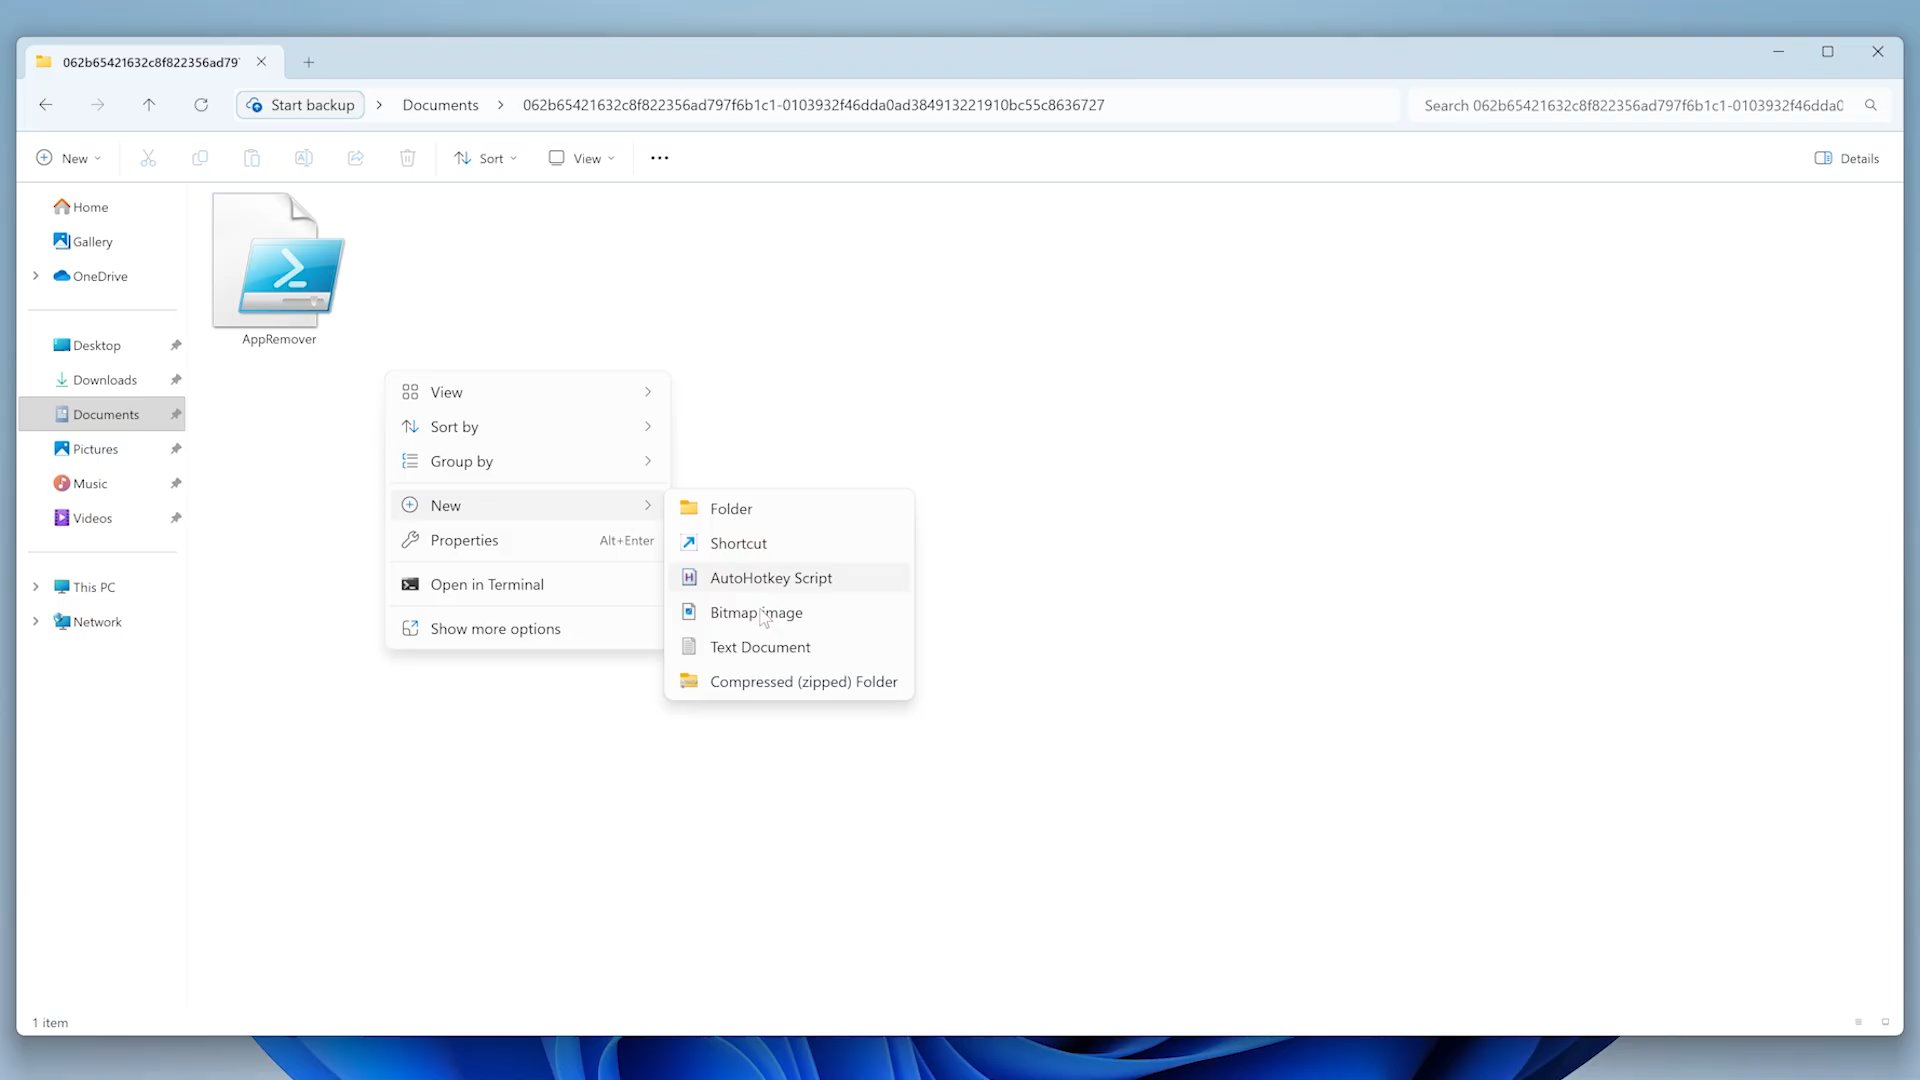 062b65421632c8f822356ad79
Start backup
Documents
062b65421632c8f822356ad797f6b1c1-0103932f46dda0ad384913221910bc55c8636727
Search 062b65421632c8f822356ad797f6b1c1-0103932f46dda0
New
Sort
View
Details
Home
Gallery
OneDrive
Desktop
Downloads
Documents
Pictures
Music
Videos
This PC
Network
AppRemover
View
Sort by
Group by
New
Properties Alt+Enter
Open in Terminal
Show more options
Folder
Shortcut
AutoHotkey Script
Bitmap image
Text Document
Compressed (zipped) Folder
1 item